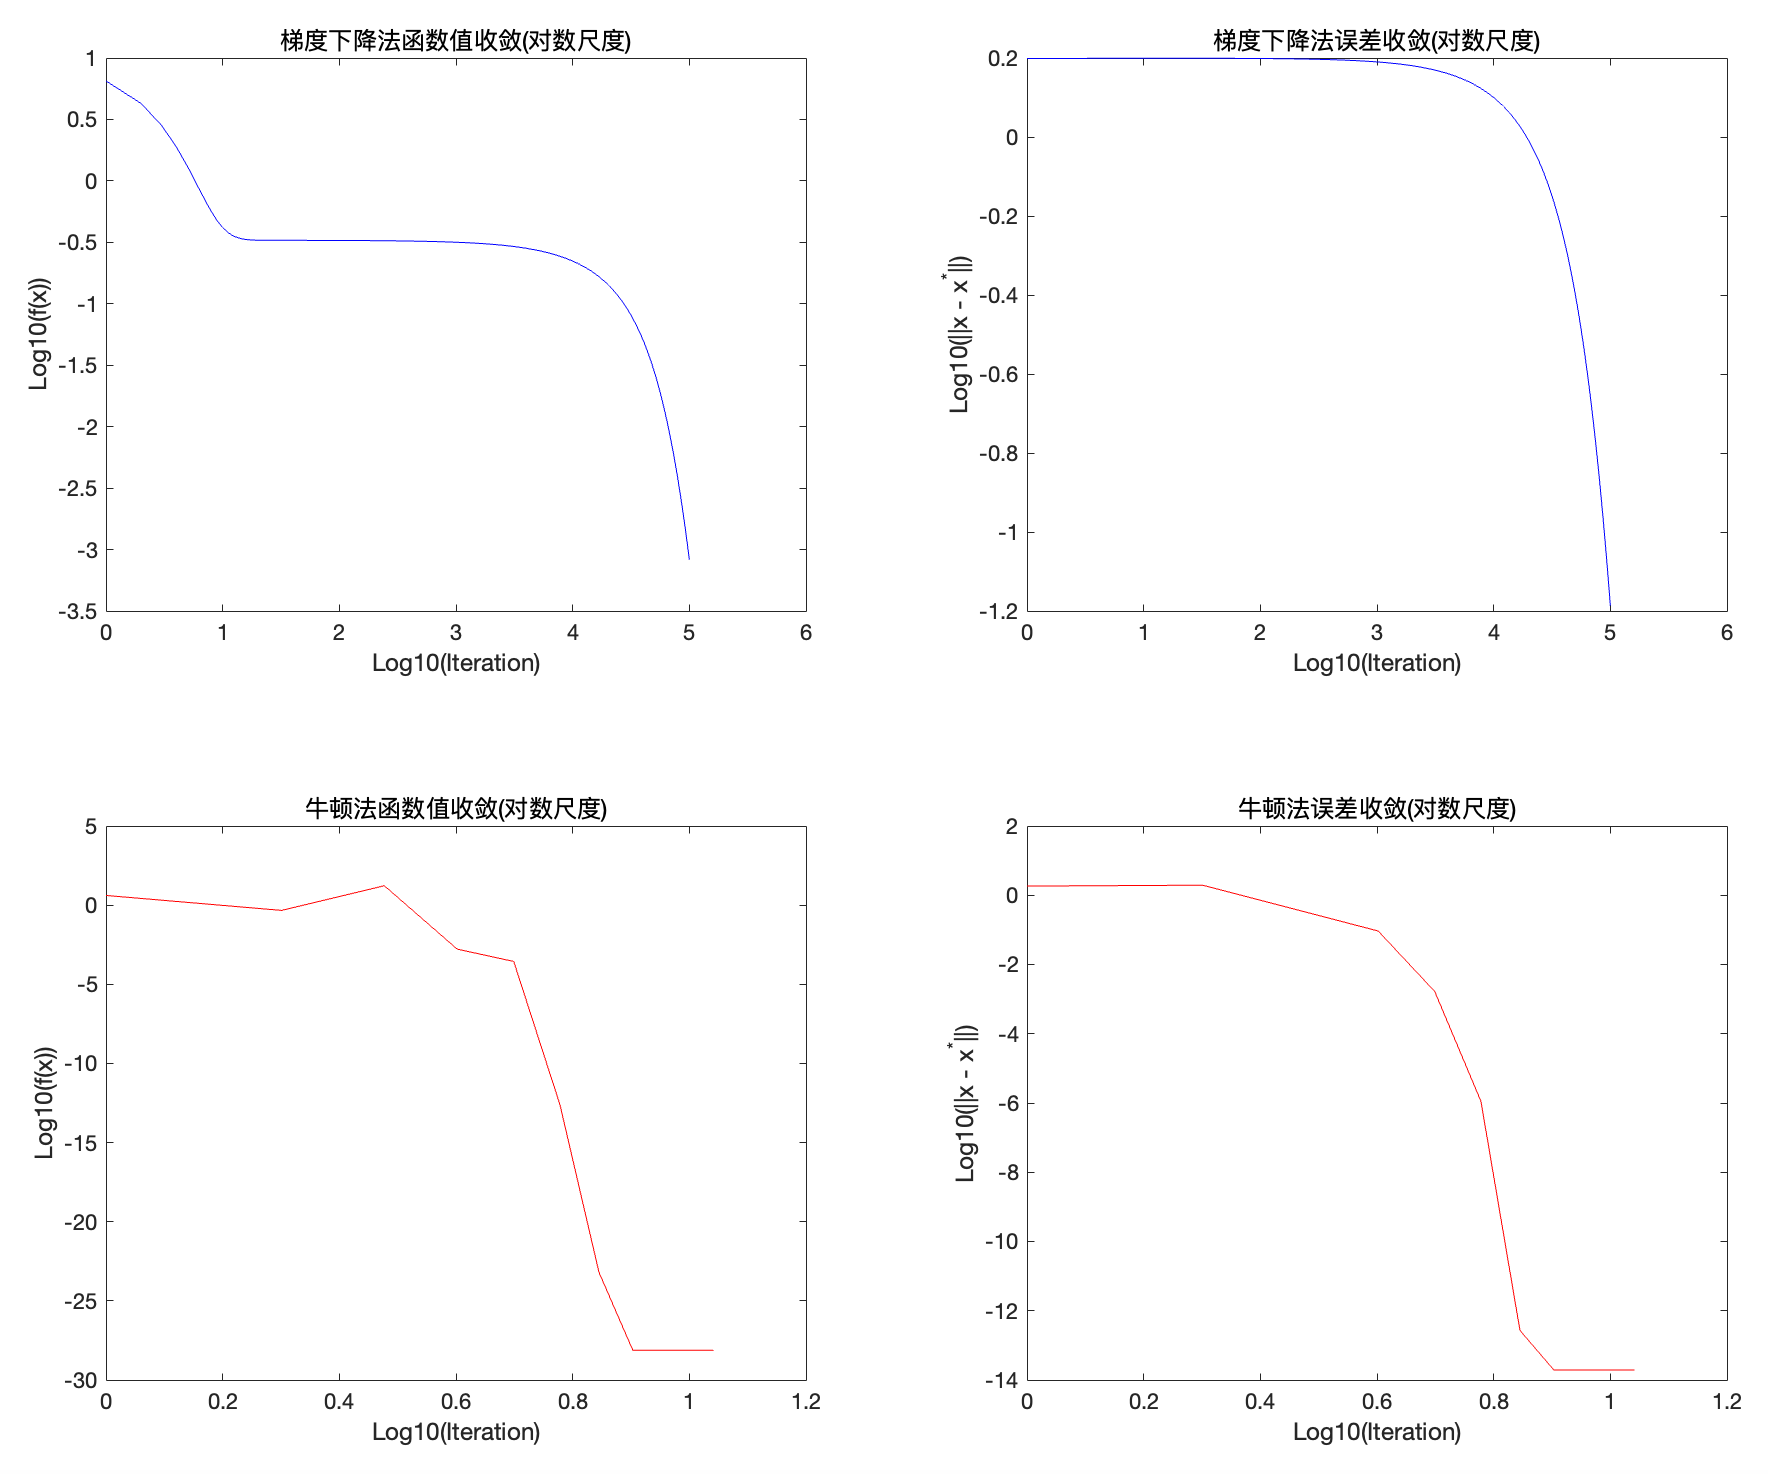 梯度下降法函数值收敛(对数尺度)
1
0.5
0
-0.5
-1
-1.5
-2
-2.5
-3
-3.5
0 1 2 3 4 5 6
Log10(Iteration)
Log10(f(x))
梯度下降法误差收敛(对数尺度)
0.2
0
-0.2
-0.4
-0.6
-0.8
-1
-1.2
0 1 2 3 4 5 6
Log10(Iteration)
Log10(||x - x*||)
牛顿法函数值收敛(对数尺度)
5
0
-5
-10
-15
-20
-25
-30
0 0.2 0.4 0.6 0.8 1 1.2
Log10(Iteration)
Log10(f(x))
牛顿法误差收敛(对数尺度)
2
0
-2
-4
-6
-8
-10
-12
-14
0 0.2 0.4 0.6 0.8 1 1.2
Log10(Iteration)
Log10(||x - x*||)